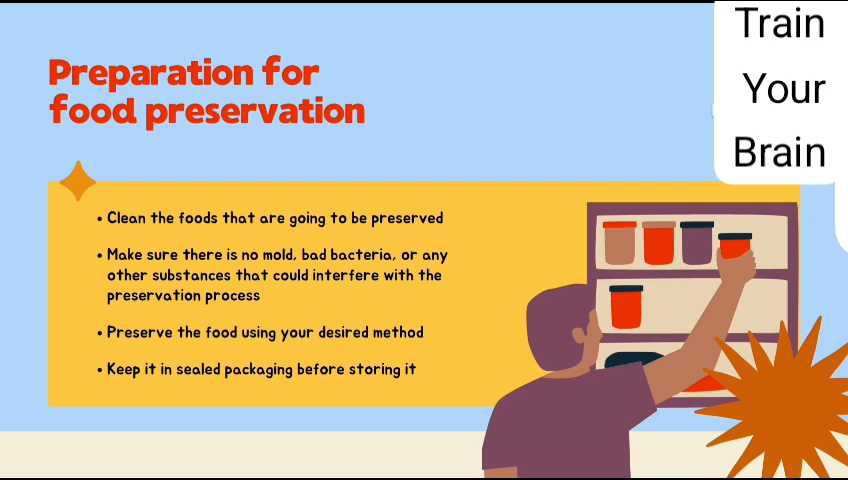 Preparation for
food preservation
• Clean the foods that are going to be preserved
• Make sure there is no mold, bad bacteria, or any
other substances that could interfere with the
preservation process
• Preserve the food using your desired method
• Keep it in sealed packaging before storing it
Train
Your
Brain